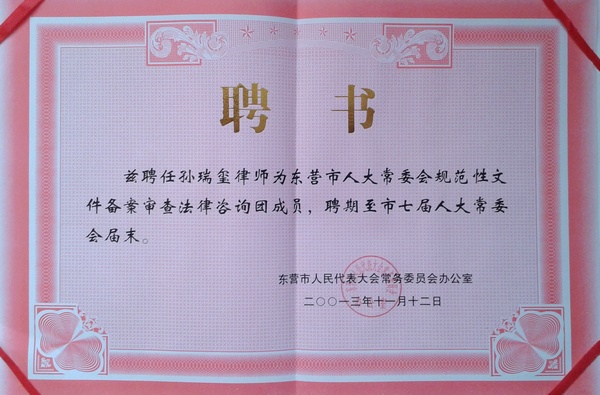 聘书
兹聘任孙瑞玺律师为东营市人大常委会规范性文
件备案审查法律咨询团成员，聘期至市七届人大常委
会届末。
东营市人民代表大会常务委员会办公室
二〇〇一三年十一月十二日